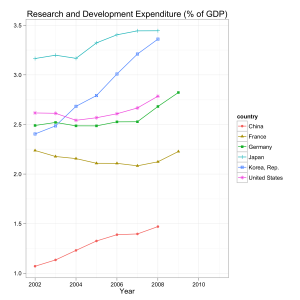 Research and Development Expenditure (% of GDP)
3.5
3.0
2.5
2.0
1.5
1.0
2002
2004
2006
2008
2010
Year
country
China
France
Germany
Japan
Korea, Rep.
United States